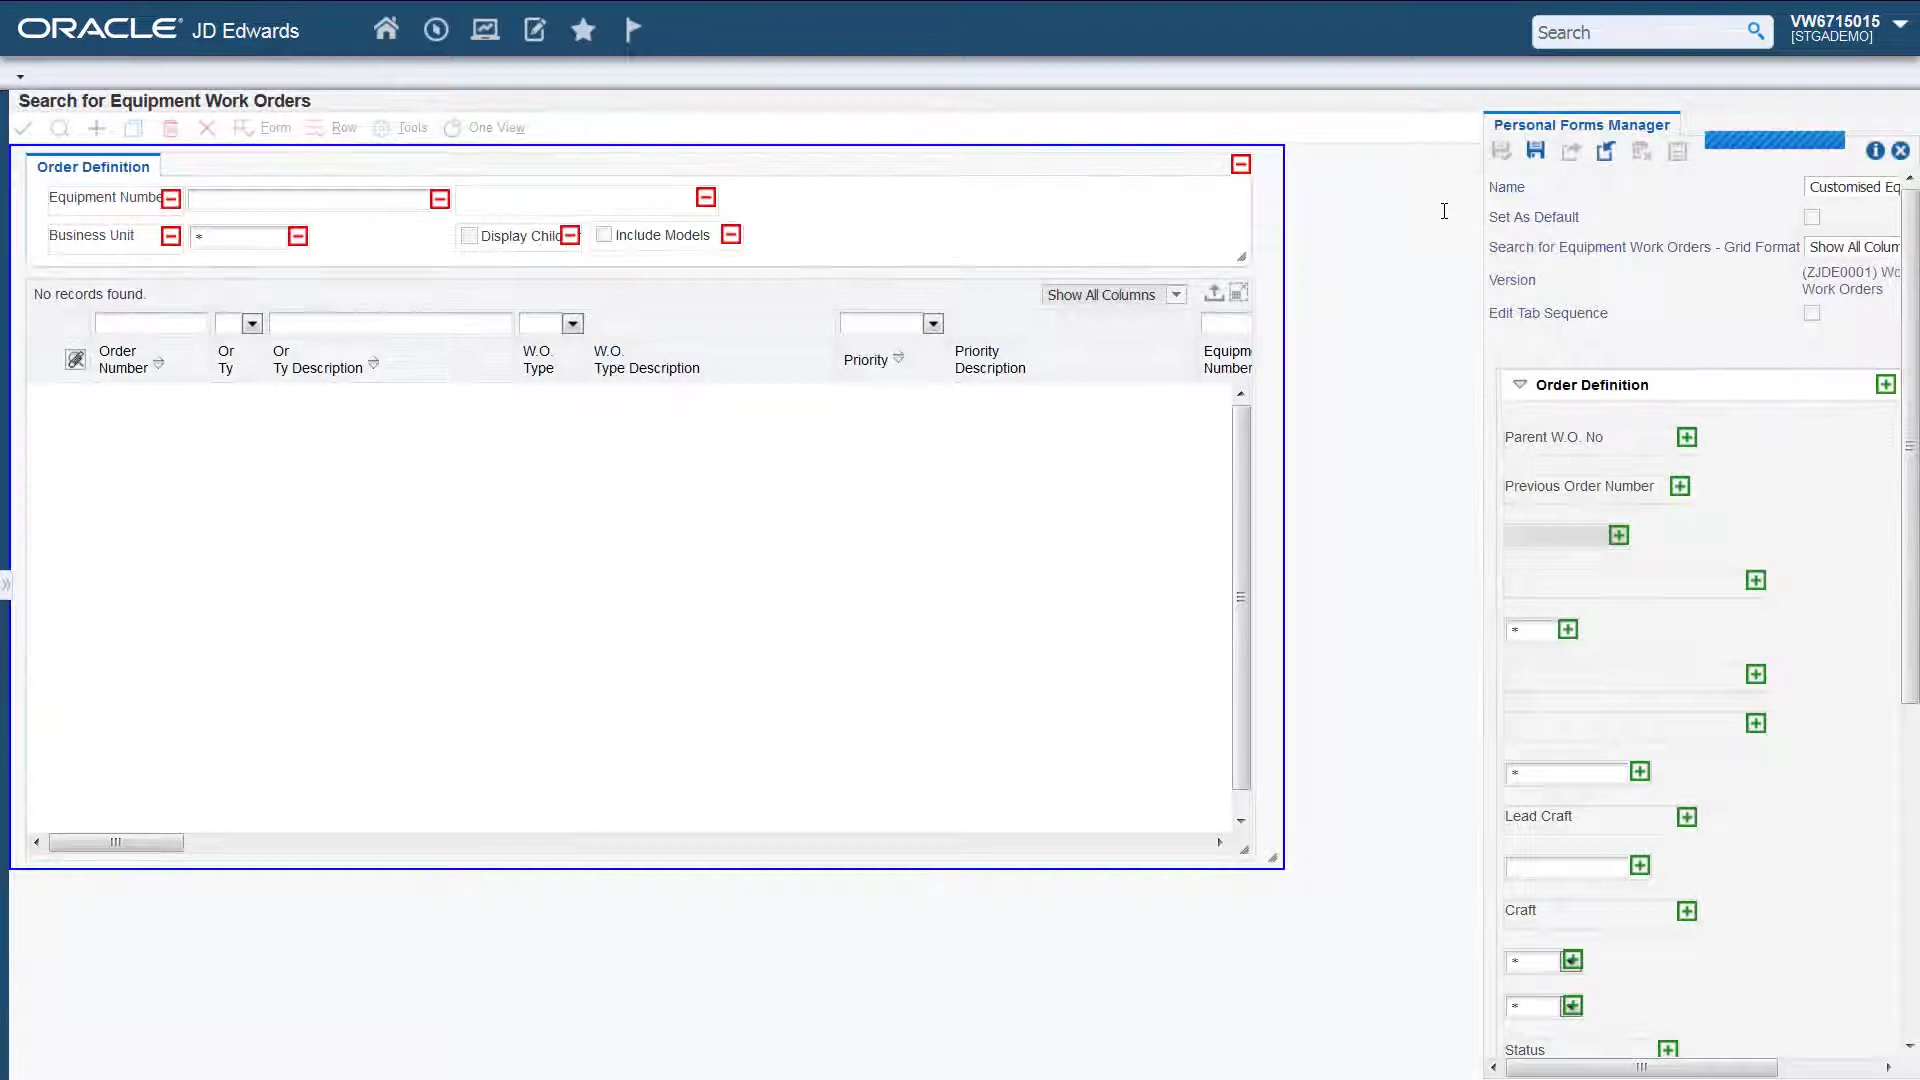 ORACLE JD Edwards
Search
VW6715015
[STGADEMO]
Search for Equipment Work Orders
Form Row Tools One View
Personal Forms Manager
Order Definition
Equipment Numbe
Business Unit * Display Chil Include Models
Name Customised Eq
Set As Default
Search for Equipment Work Orders - Grid Format Show All Colum
Version (ZJDE0001) Wo
Work Orders
Edit Tab Sequence
No records found. Show All Columns
Order
Number
Or
Ty
Or
Ty Description
W.O.
Type
W.O.
Type Description
Priority
Priority
Description
Equipm
Number
Order Definition
Parent W.O. No
Previous Order Number
*
*
Lead Craft
Craft
*
*
Status